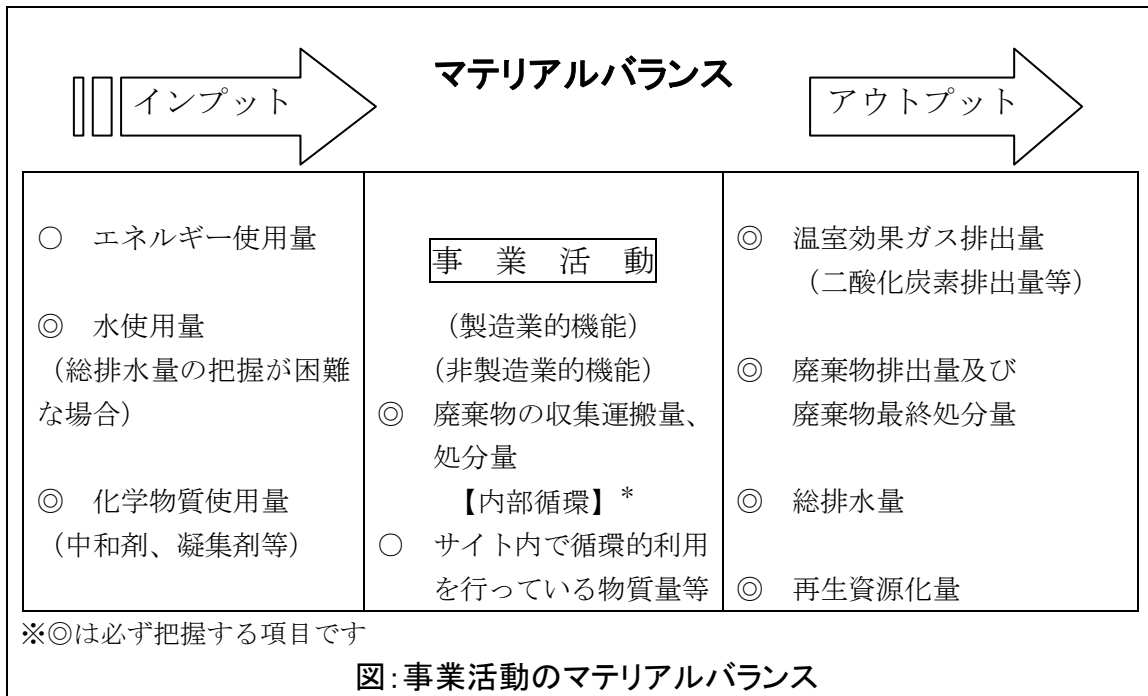 マテリアルバランス
インプット
アウトプット
○ エネルギー使用量
◎ 水使用量
(総排水量の把握が困難
な場合)
◎ 化学物質使用量
(中和剤、凝集剤等)
事 業 活 動
(製造業的機能)
(非製造業的機能)
◎ 廃棄物の収集運搬量、
処分量
【内部循環】*
○ サイト内で循環的利用
を行っている物質量等
◎ 温室効果ガス排出量
(二酸化炭素排出量等)
◎ 廃棄物排出量及び
廃棄物最終処分量
◎ 総排水量
◎ 再生資源化量
※◎は必ず把握する項目です
図:事業活動のマテリアルバランス